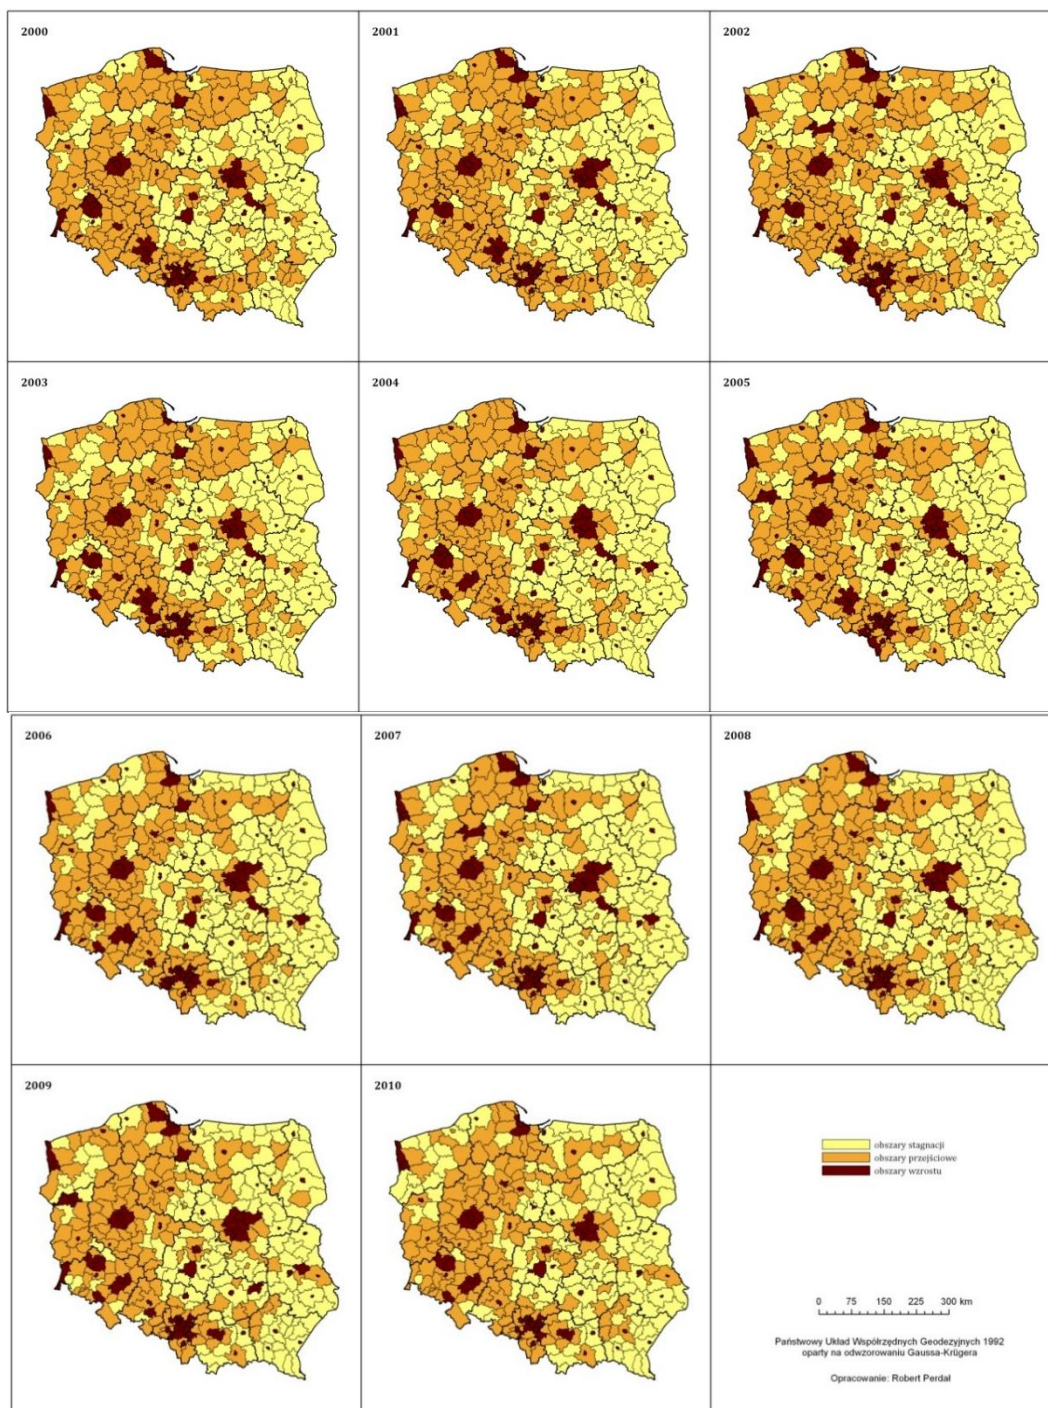 2000
2001
2002
2003
2004
2005
2006
2007
2008
2009
2010
obszary stagnacji
obszary przejściowe
obszary wzrostu
0 75 150 225 300 km
Państwowy Układ Współrzędnych Geodezyjnych 1992
oparty na odwzorowaniu Gaussa-Krügera
Opracowanie: Robert Perdał